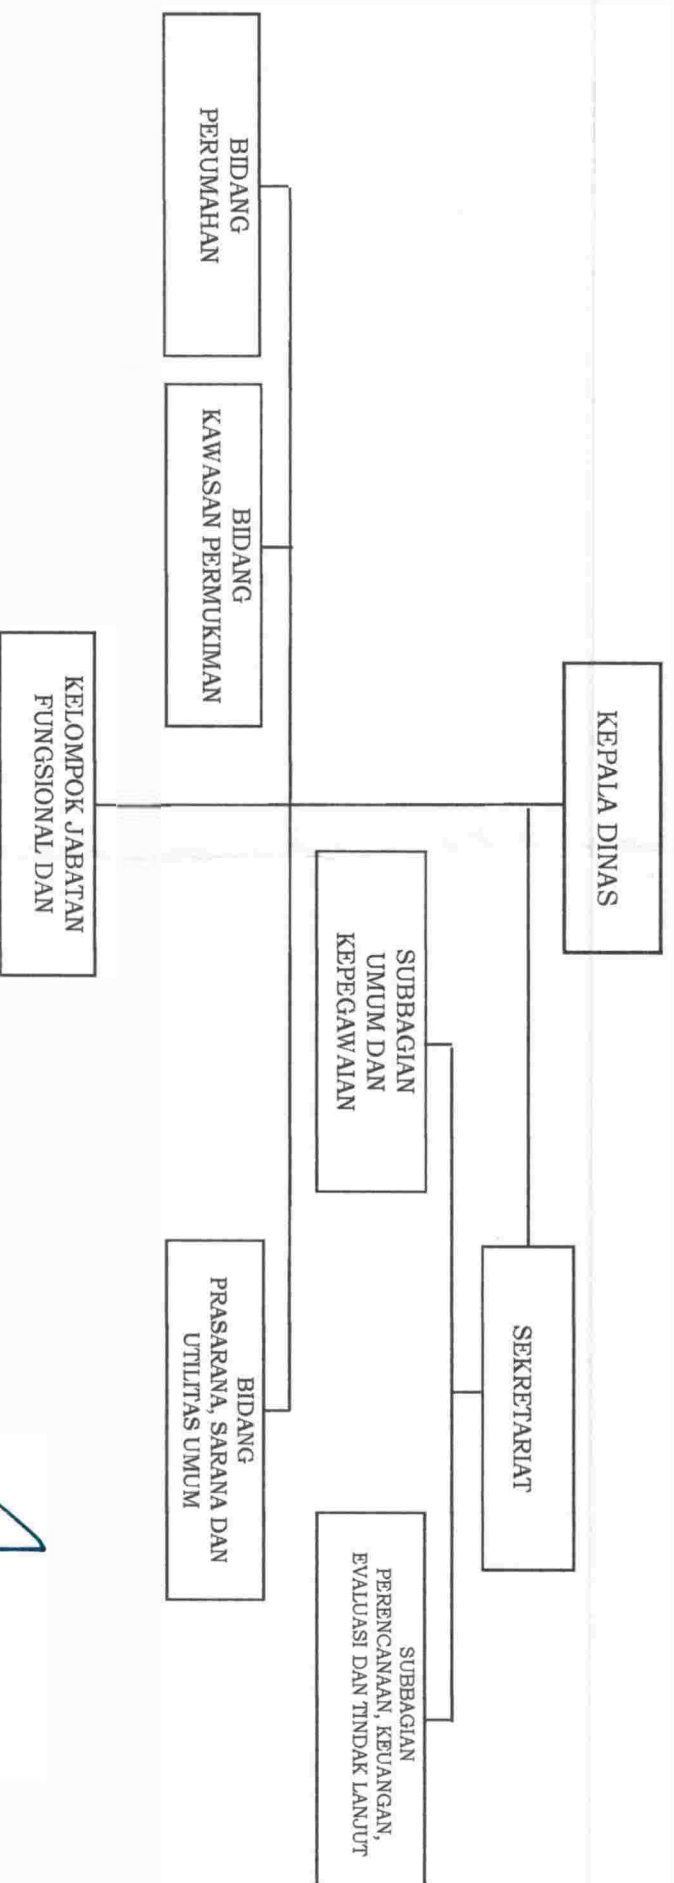 KEPALA DINAS
SEKRETARIAT
SUBBAGIAN
UMUM DAN
KEPEGAWAIAN
SUBBAGIAN
PERENCANAAN, KEUANGAN,
EVALUASI DAN TINDAK LANJUT
BIDANG
PERUMAHAN
BIDANG
KAWASAN PERMUKIMAN
BIDANG
PRASARANA, SARANA DAN
UTILITAS UMUM
KELOMPOK JABATAN
FUNGSIONAL DAN